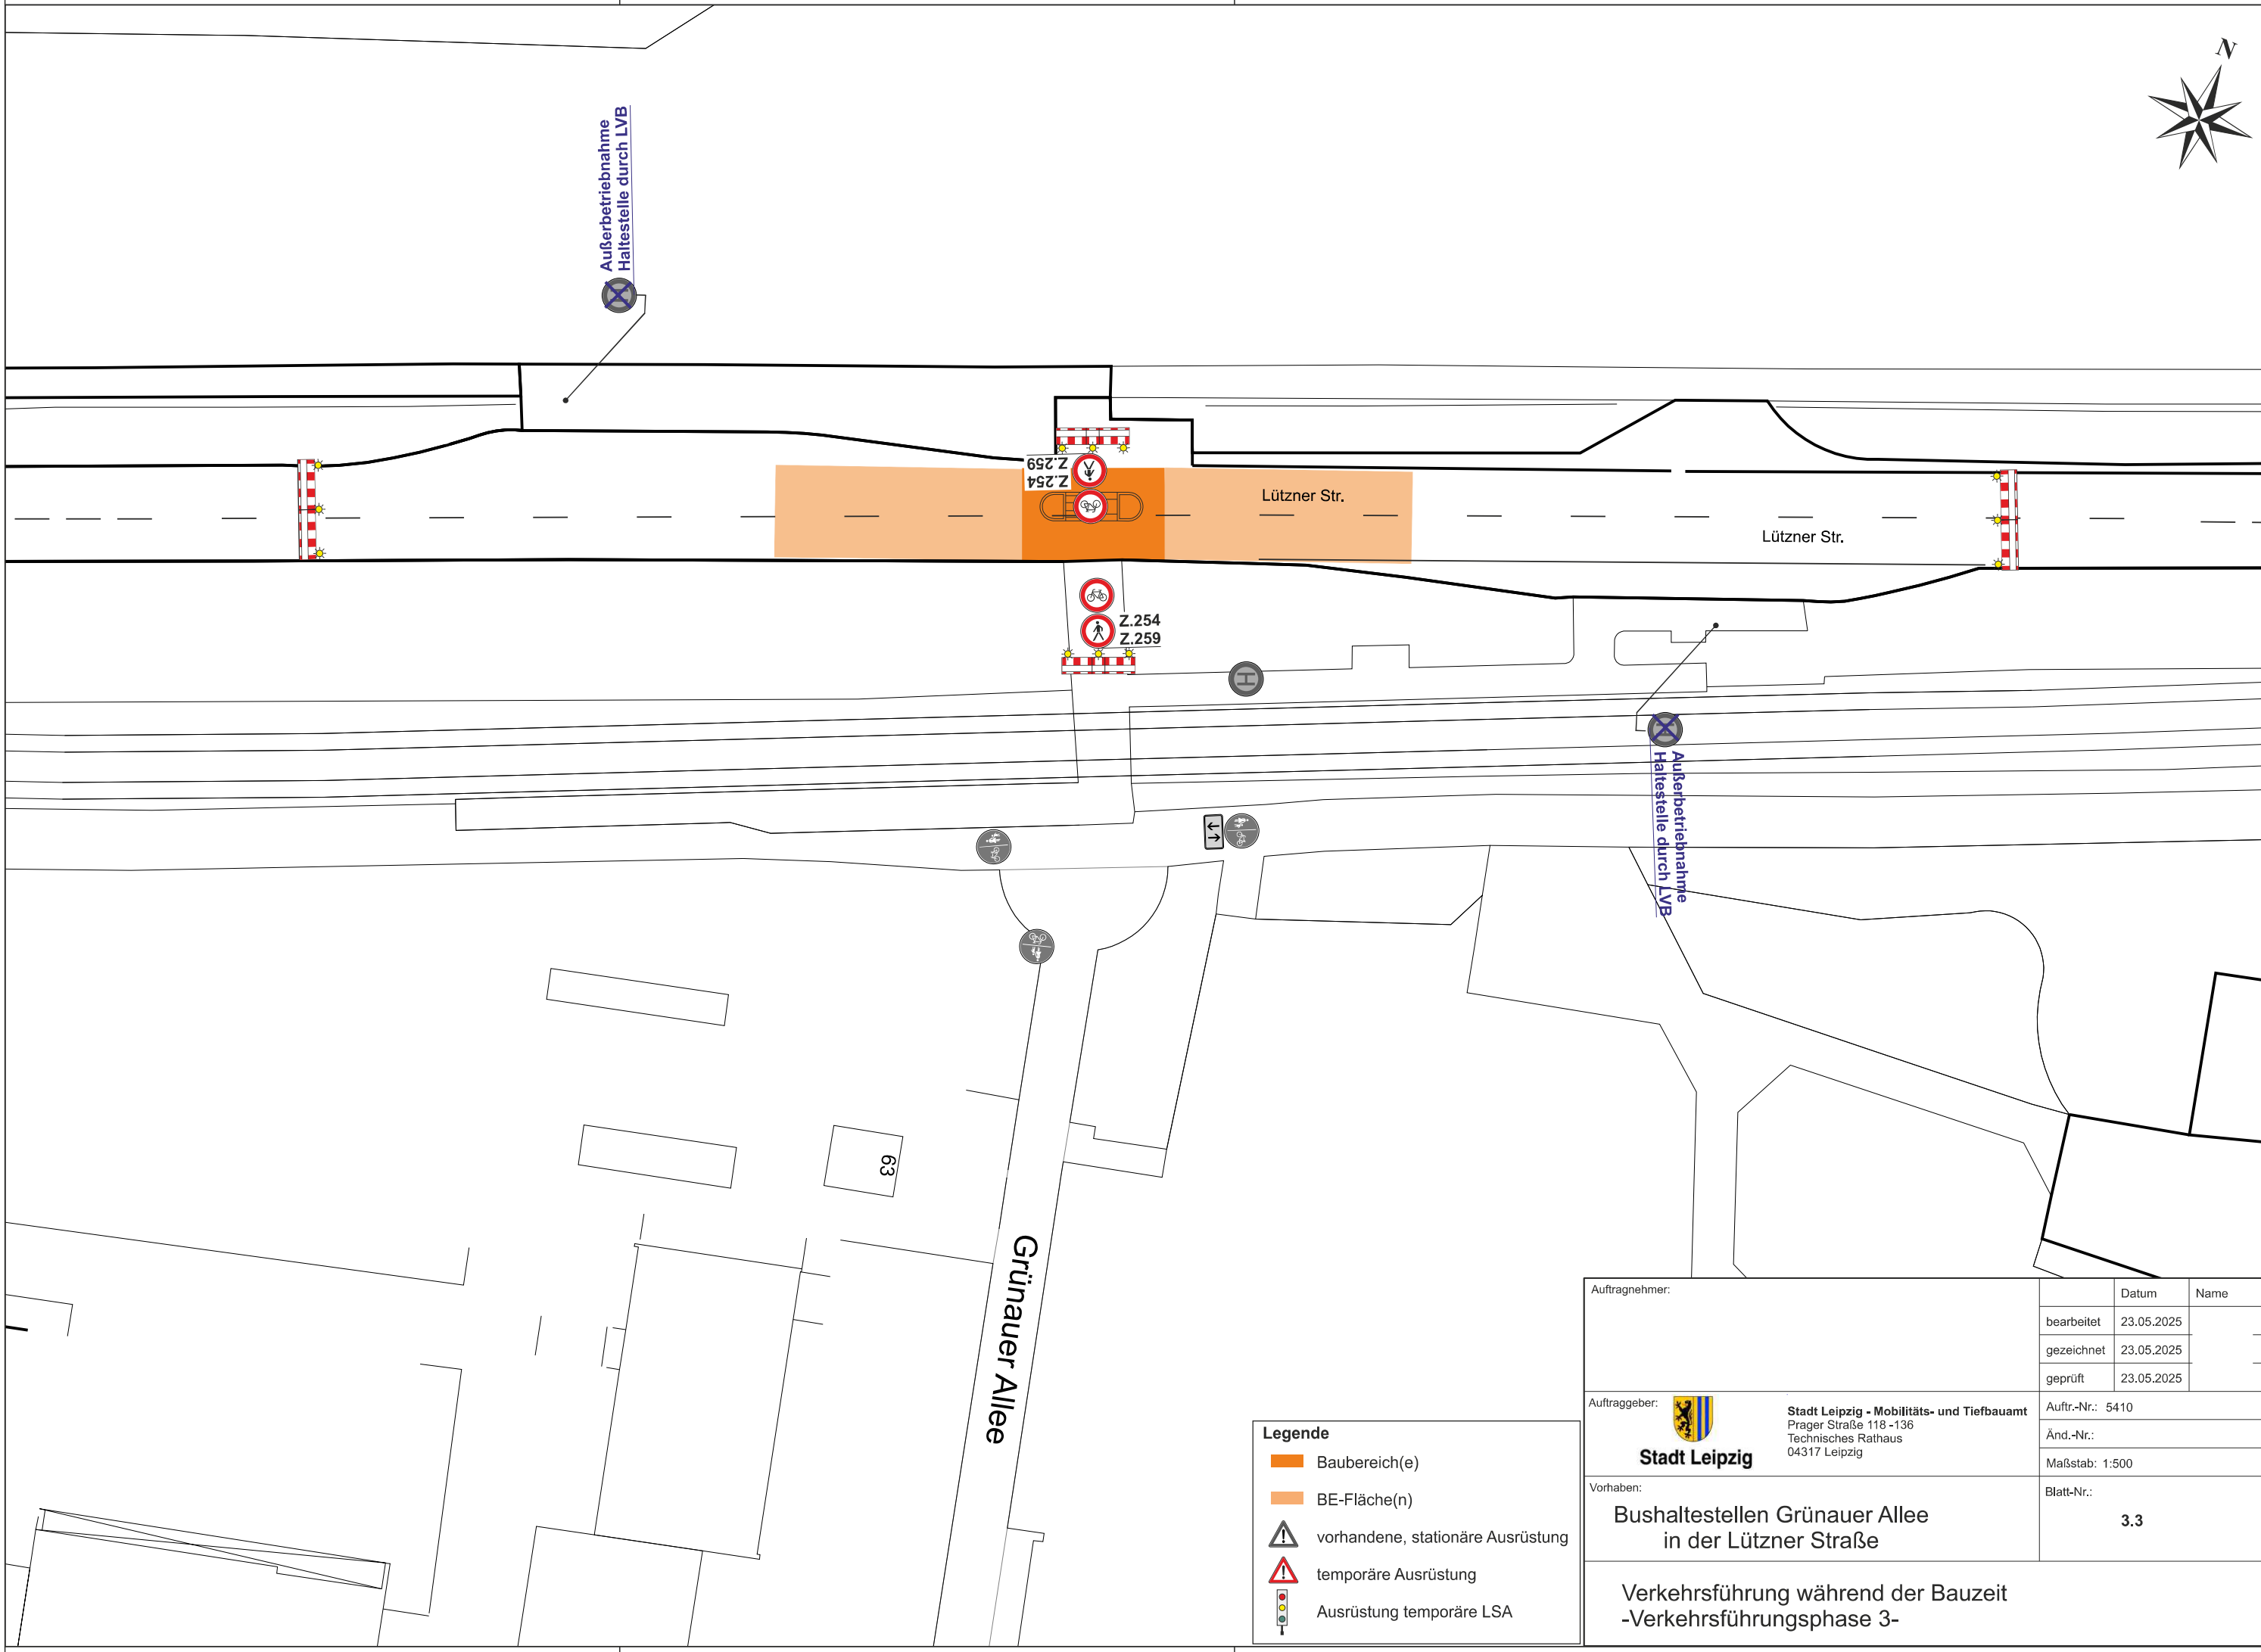 N
Außerbetriebnahme
Haltestelle durch LVB
Z.259
Z.254
Lützner Str.
Lützner Str.
Z.254
Z.259
H
Außerbetriebnahme
Haltestelle durch LVB
63
Grünauer Allee
Legende
Baubereich(e)
BE-Fläche(n)
vorhandene, stationäre Ausrüstung
temporäre Ausrüstung
Ausrüstung temporäre LSA
Auftragnehmer:
Datum Name
bearbeitet 23.05.2025
gezeichnet 23.05.2025
geprüft 23.05.2025
Auftraggeber:
Stadt Leipzig
Stadt Leipzig - Mobilitäts- und Tiefbauamt
Prager Straße 118 -136
Technisches Rathaus
04317 Leipzig
Auftr.-Nr.: 5410
Änd.-Nr.:
Maßstab: 1:500
Vorhaben:
Bushaltestellen Grünauer Allee
in der Lützner Straße
Blatt-Nr.:
3.3
Verkehrsführung während der Bauzeit
-Verkehrsführungsphase 3-